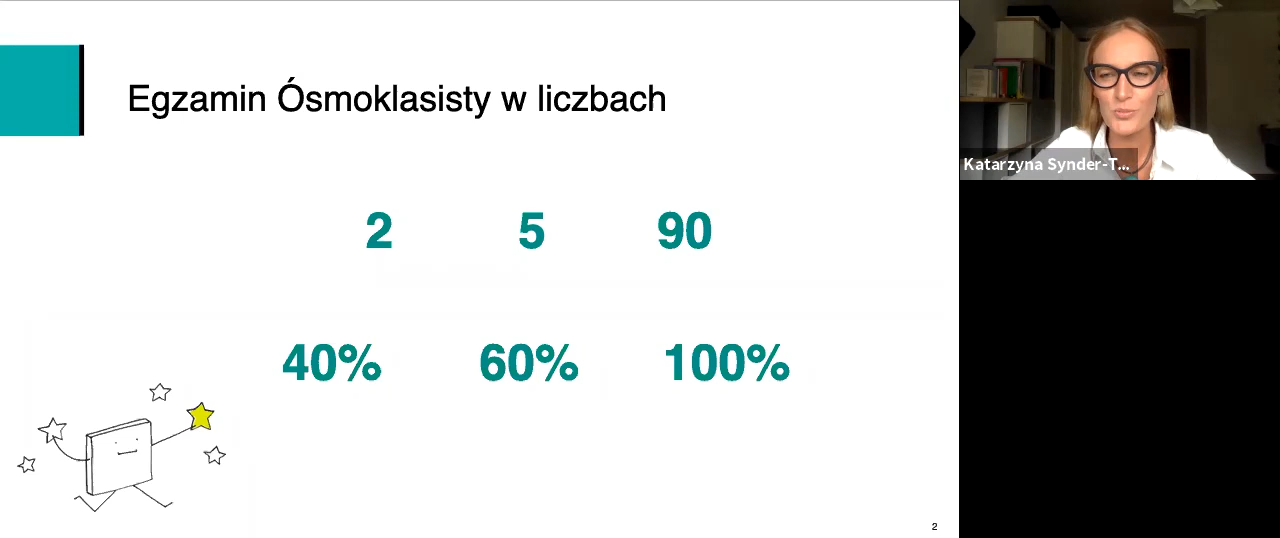 Egzamin Ósmoklasisty w liczbach
2 5 90
40% 60% 100%
2
Katarzyna Synder-T...